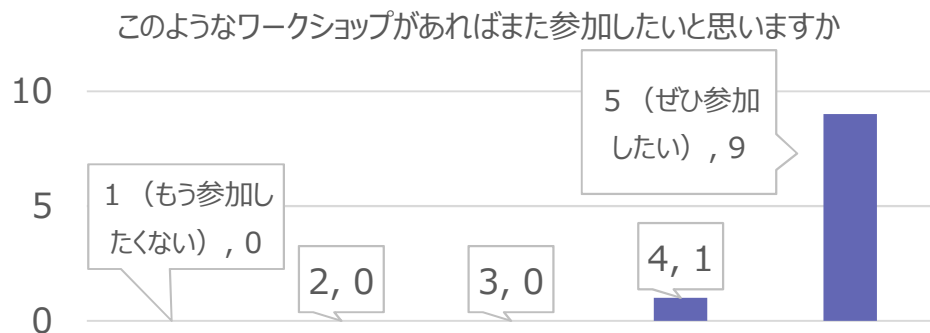 このようなワークショップがあればまた参加したいと思いますか
10
5
0
1 （もう参加し
たくない）, 0
2, 0
3, 0
4, 1
5 （ぜひ参加
したい）, 9